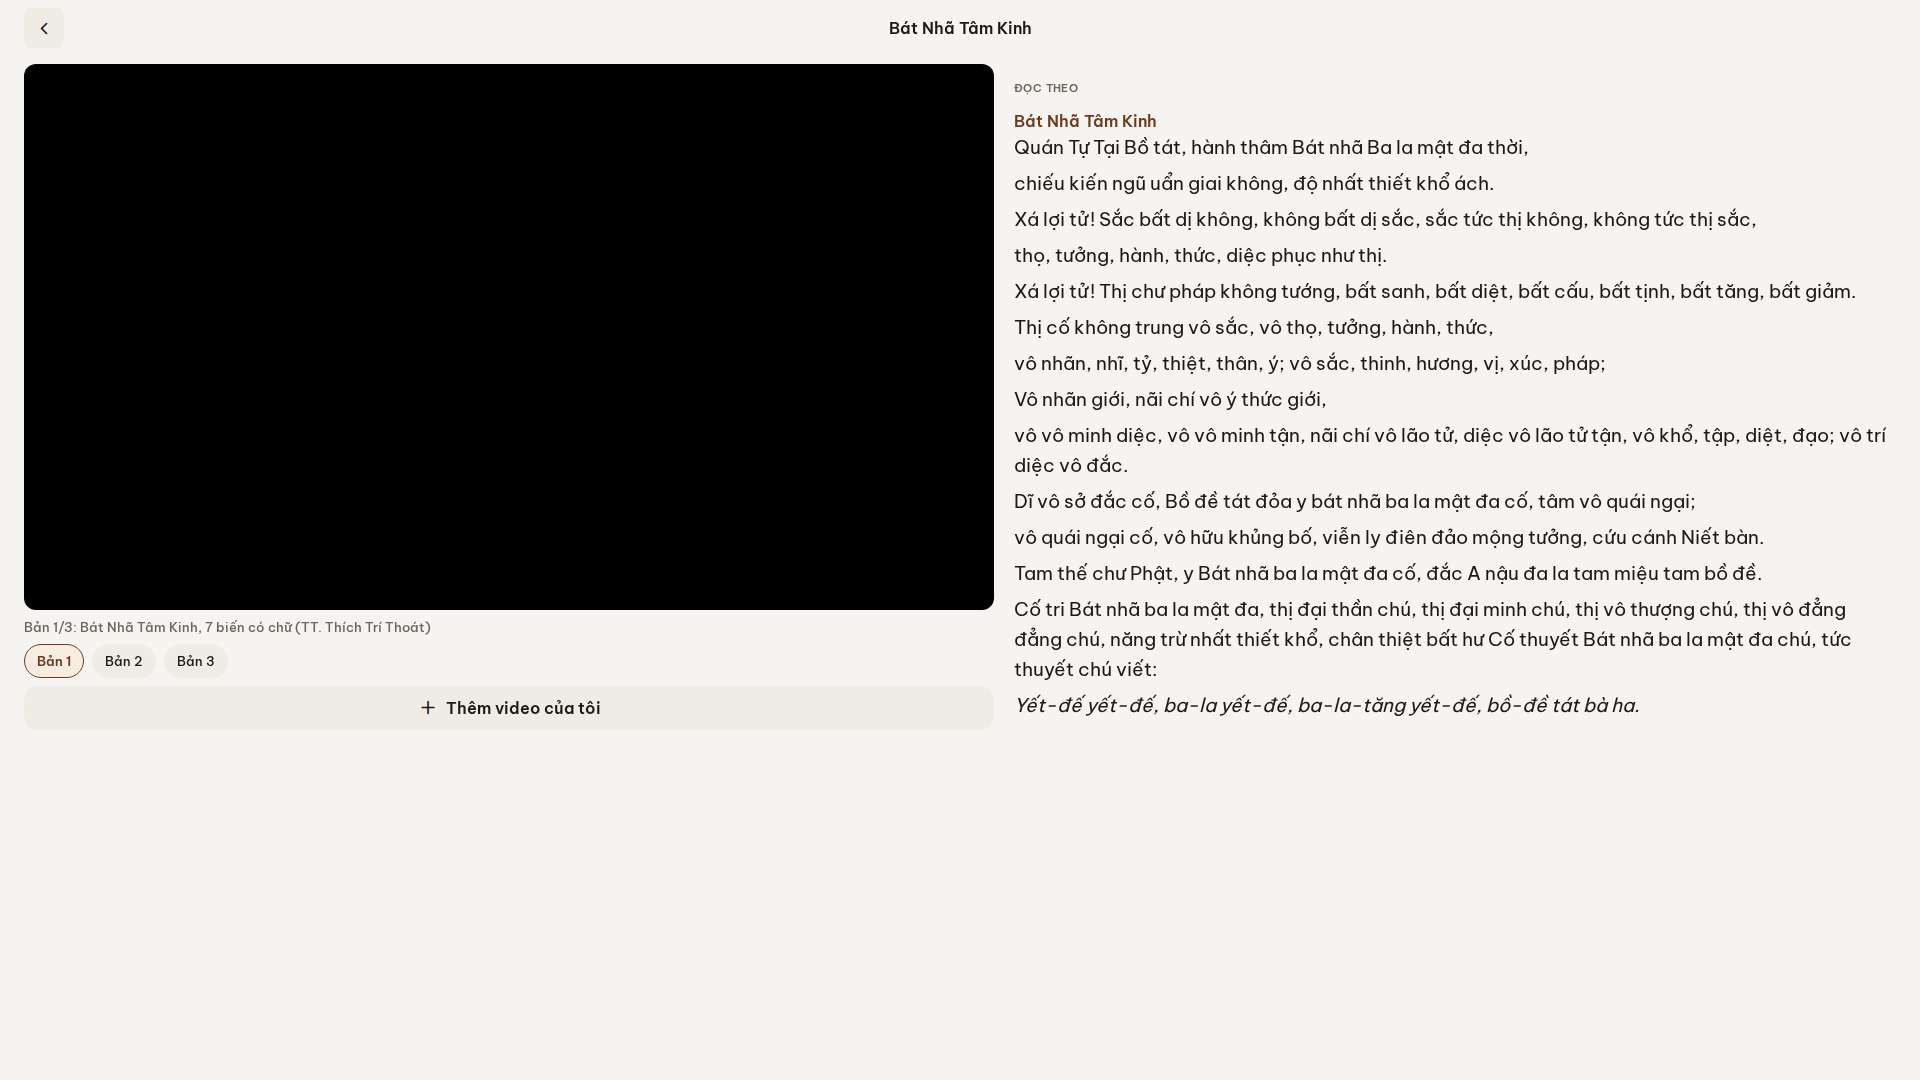 Bát Nhã Tâm Kinh
Bản 1/3: Bát Nhã Tâm Kinh, 7 biến có chữ (TT. Thích Trí Thoát)
Bản 1
Bản 2
Bản 3
Thêm video của tôi
ĐỌC THEO
Bát Nhã Tâm Kinh
Quán Tự Tại Bồ tát, hành thâm Bát nhã Ba la mật đa thời,
chiếu kiến ngũ uẩn giai không, độ nhất thiết khổ ách.
Xá lợi tử! Sắc bất dị không, không bất dị sắc, sắc tức thị không, không tức thị sắc,
thọ, tưởng, hành, thức, diệc phục như thị.
Xá lợi tử! Thị chư pháp không tướng, bất sanh, bất diệt, bất cấu, bất tịnh, bất tăng, bất giảm.
Thị cố không trung vô sắc, vô thọ, tưởng, hành, thức,
vô nhãn, nhĩ, tỷ, thiệt, thân, ý; vô sắc, thinh, hương, vị, xúc, pháp;
Vô nhãn giới, nãi chí vô ý thức giới,
vô vô minh diệc, vô vô minh tận, nãi chí vô lão tử, diệc vô lão tử tận, vô khổ, tập, diệt, đạo; vô trí
diệc vô đắc.
Dĩ vô sở đắc cố, Bồ đề tát đỏa y bát nhã ba la mật đa cố, tâm vô quái ngại;
vô quái ngại cố, vô hữu khủng bố, viễn ly điên đảo mộng tưởng, cứu cánh Niết bàn.
Tam thế chư Phật, y Bát nhã ba la mật đa cố, đắc A nậu đa la tam miệu tam bồ đề.
Cố tri Bát nhã ba la mật đa, thị đại thần chú, thị đại minh chú, thị vô thượng chú, thị vô đẳng
đẳng chú, năng trừ nhất thiết khổ, chân thiệt bất hư Cố thuyết Bát nhã ba la mật đa chú, tức
thuyết chú viết:
Yết-đế yết-đế, ba-la yết-đế, ba-la-tăng yết-đế, bồ-đề tát bà ha.